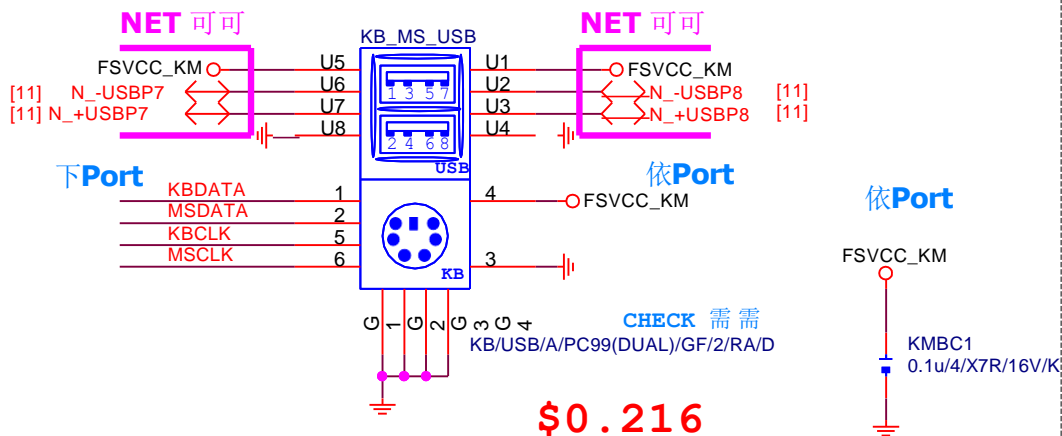 NET 可可
NET 可可
KB_MS_USB
FSVCC_KM
U5
U1
FSVCC_KM
[11]
N_-USBP7
U6
1 3 5 7
U2
N_-USBP8
[11]
[11]
N_+USBP7
U7
U3
N_+USBP8
[11]
U8
2 4 6 8
U4
USB
下Port
依Port
依Port
KBDATA
1
4
FSVCC_KM
MSDATA
2
KBCLK
5
MSCLK
6
3
KB
FSVCC_KM
G 1 G 2 G 3 G 4
CHECK 需需
KB/USB/A/PC99(DUAL)/GF/2/RA/D
KMBC1
0.1u/4/X7R/16V/K
$0.216